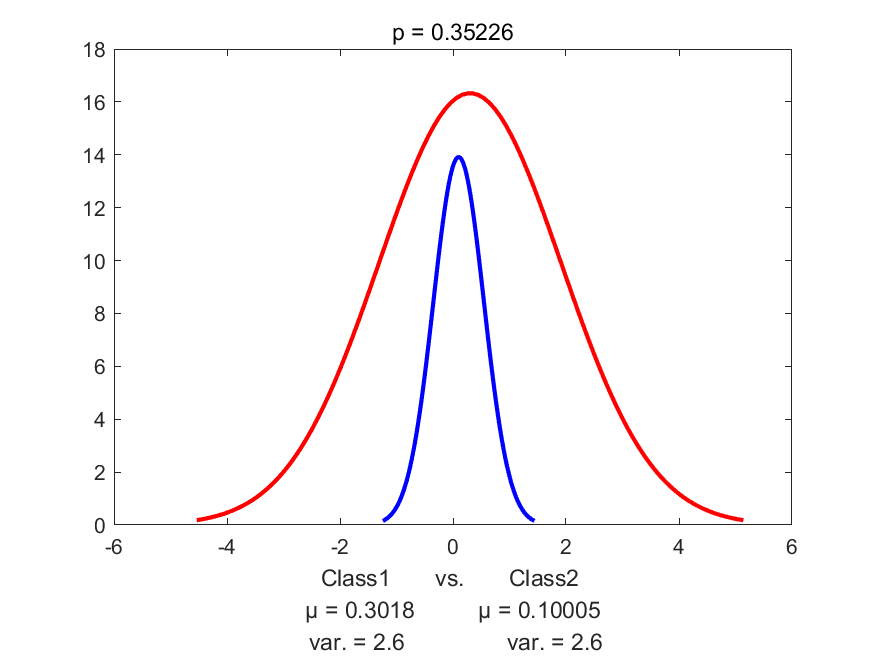 p = 0.35226
18
16
14
12
10
8
6
4
2
0
-6 -4 -2 0 2 4 6
Class1 vs. Class2
μ = 0.3018 μ = 0.10005
var. = 2.6 var. = 2.6